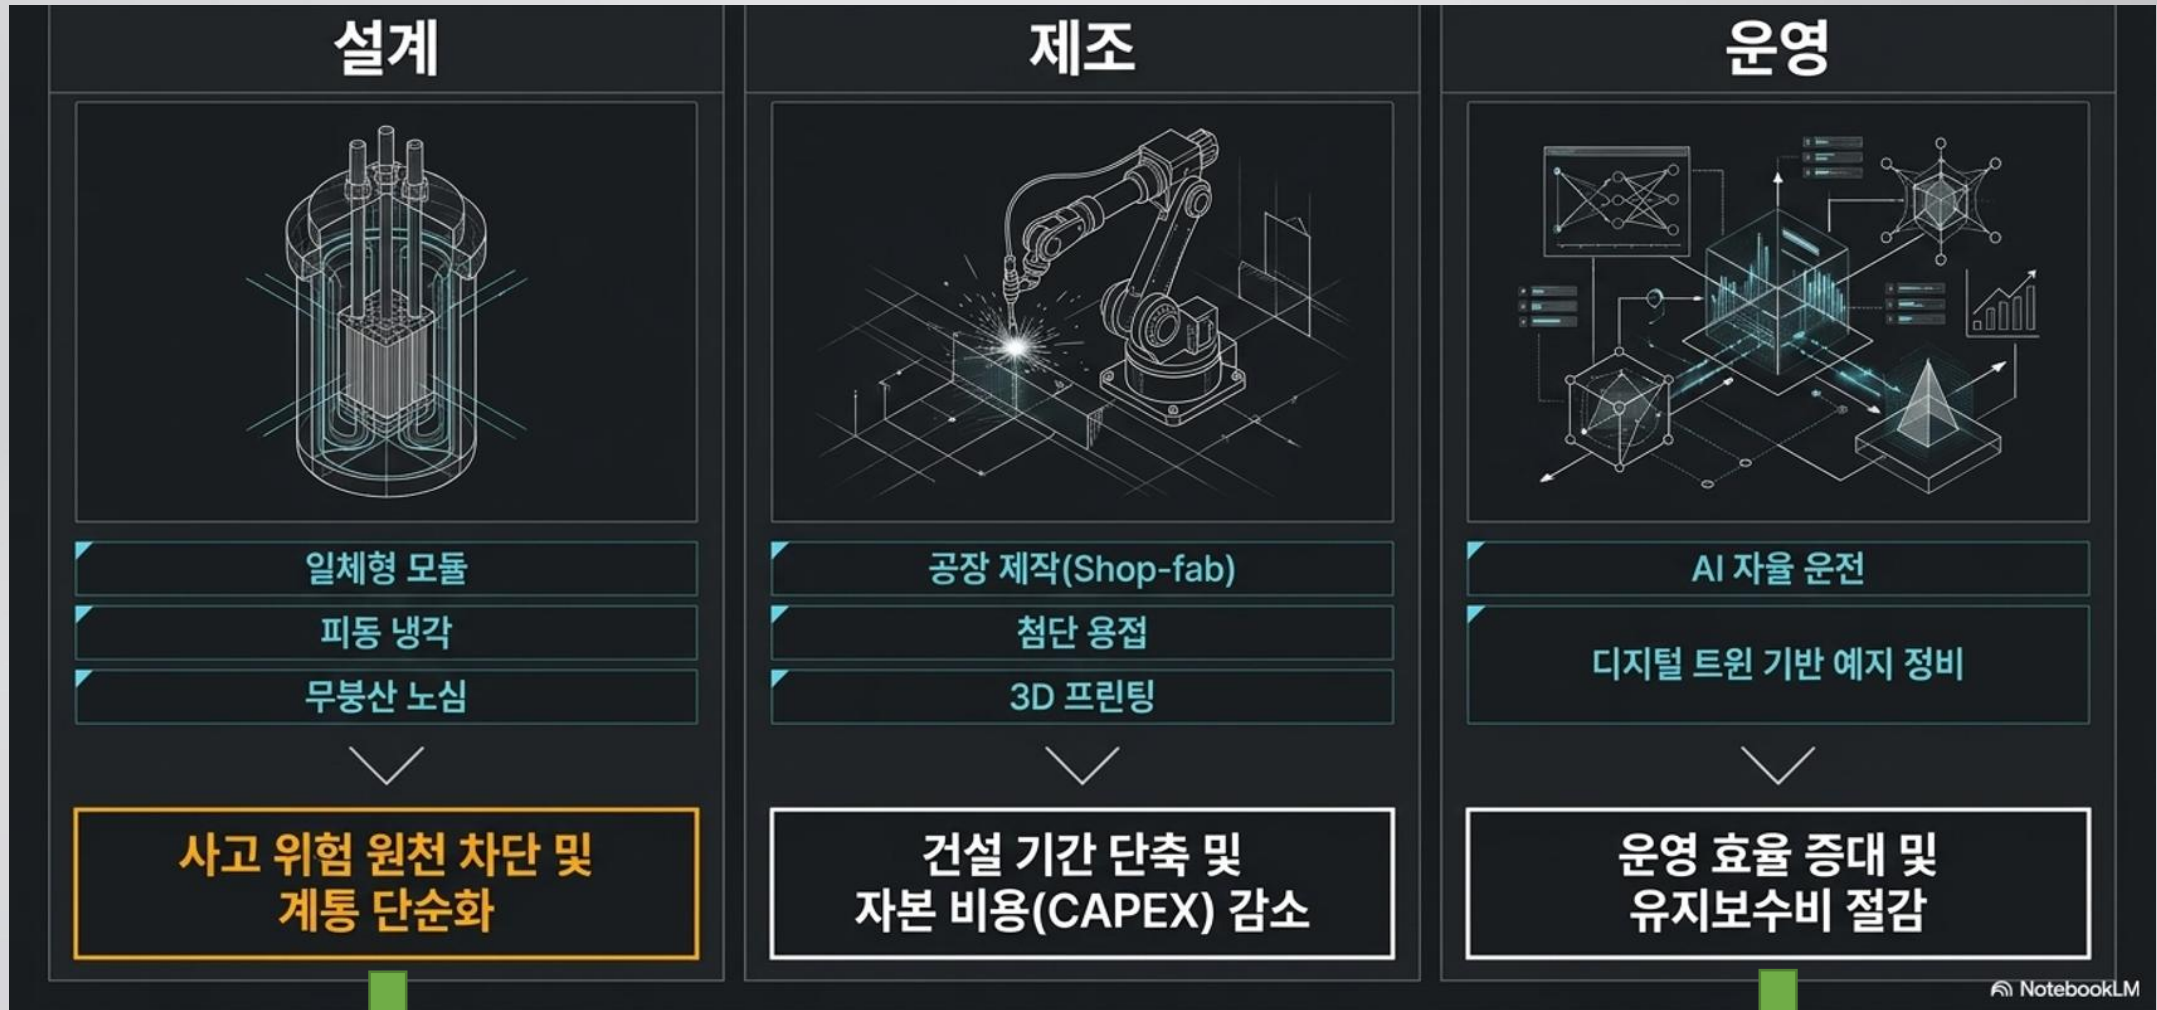 설계
일체형 모듈
피동 냉각
무붕산 노심
사고 위험 원천 차단 및
계통 단순화
제조
공장 제작(Shop-fab)
첨단 용접
3D 프린팅
건설 기간 단축 및
자본 비용(CAPEX) 감소
운영
AI 자율 운전
디지털 트윈 기반 예지 정비
운영 효율 증대 및
유지보수비 절감
NotebookLM